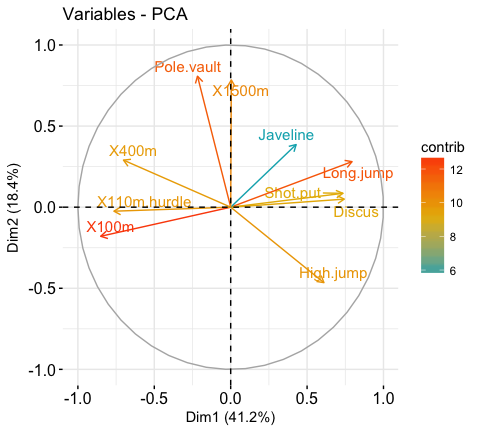 Variables - PCA
1.0
0.5
0.0
-0.5
-1.0
Dim2 (18.4%)
Pole.vault
X1500m
Javeline
X400m
Long.jump
Shot.put
X110m.hurdle
Discus
X100m
High.jump
-1.0 -0.5 0.0 0.5 1.0
Dim1 (41.2%)
contrib
12
10
8
6